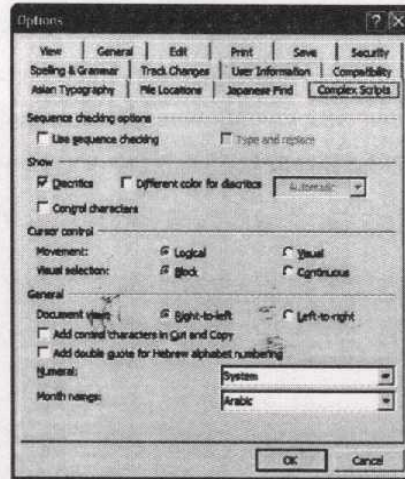 Options
View General Edit Print Save Security
Spelling & Grammar Track Changes User Information Compatibility
Asian Typography File Locations Japanese Find Complex Scripts
Sequence checking options
Use sequence checking Type and replace
Show
Diacritics Different color for diacritics Automatic
Control characters
Cursor control
Movement: Logical Visual
Visual selection: Block Continuous
General
Document view: Right-to-left Left-to-right
Add control characters in Cut and Copy
Add double quote for Hebrew alphabet numbering
Numeral: System
Month names: Arabic
OK Cancel